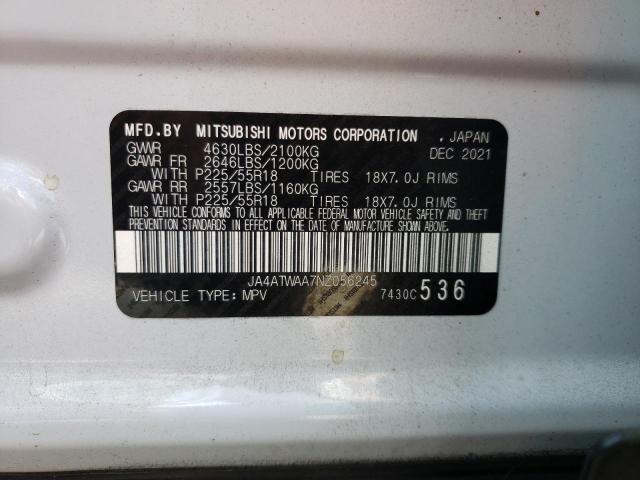 MFD.BY MITSUBISHI MOTORS CORPORATION . JAPAN
GVWR 4630LBS/2100KG DEC 2021
GAWR FR 2646LBS/1200KG
WITH P225/55R18 TIRES 18X7.0J RIMS
GAWR RR 2557LBS/1160KG
WITH P225/55R18 TIRES 18X7.0J RIMS
THIS VEHICLE CONFORMS TO ALL APPLICABLE FEDERAL MOTOR VEHICLE SAFETY AND THEFT
PREVENTION STANDARDS IN EFFECT ON THE DATE OF MANUFACTURE SHOWN ABOVE.
JA4ATWAA7NZ056245
VEHICLE TYPE: MPV 7430C 536